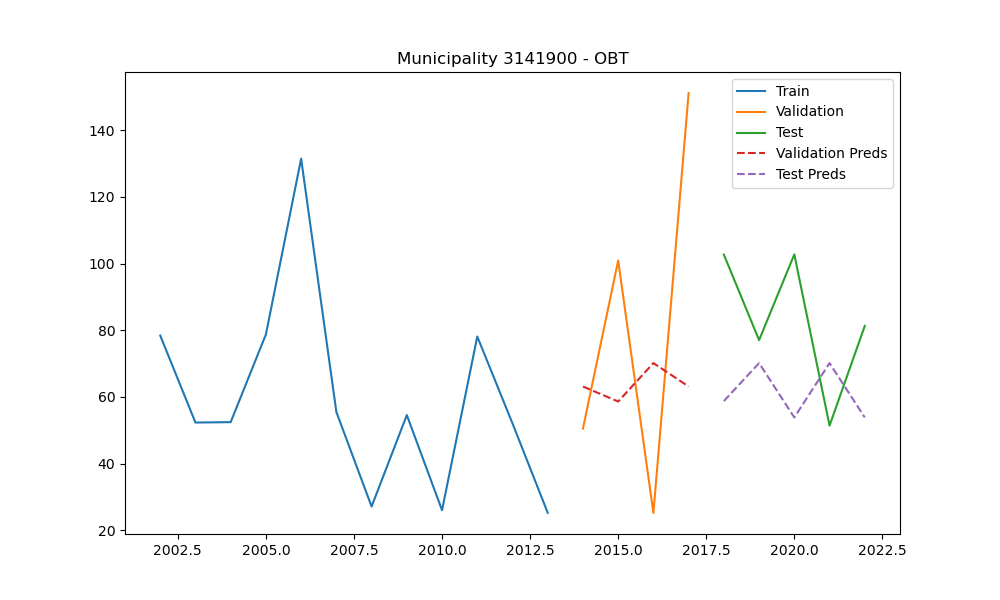 Municipality 3141900 - OBT
Train
Validation
Test
Validation Preds
Test Preds
140
120
100
80
60
40
20
2002.5 2005.0 2007.5 2010.0 2012.5 2015.0 2017.5 2020.0 2022.5